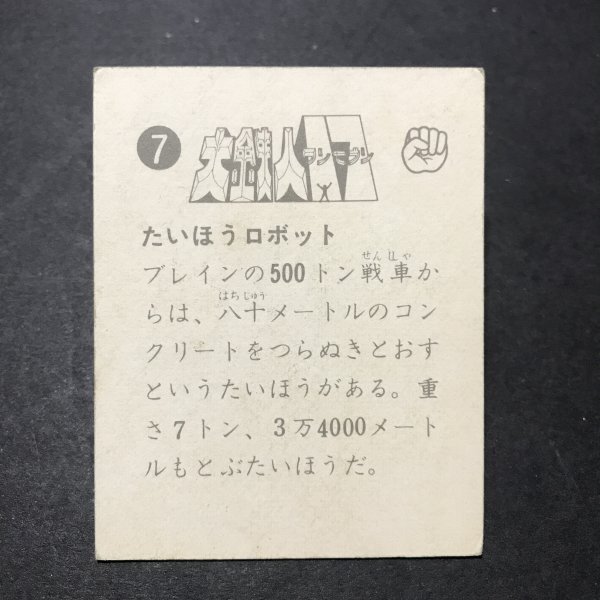 7
大鉄人17
ワンセブン
たいほうロボット
ブレインの500トン戦車か
せんしゃ
らは、八十メートルのコン
はちじゅう
クリートをつらぬきとおす
というたいほうがある。重
さ7トン、3万4000メート
ルもとぶたいほうだ。